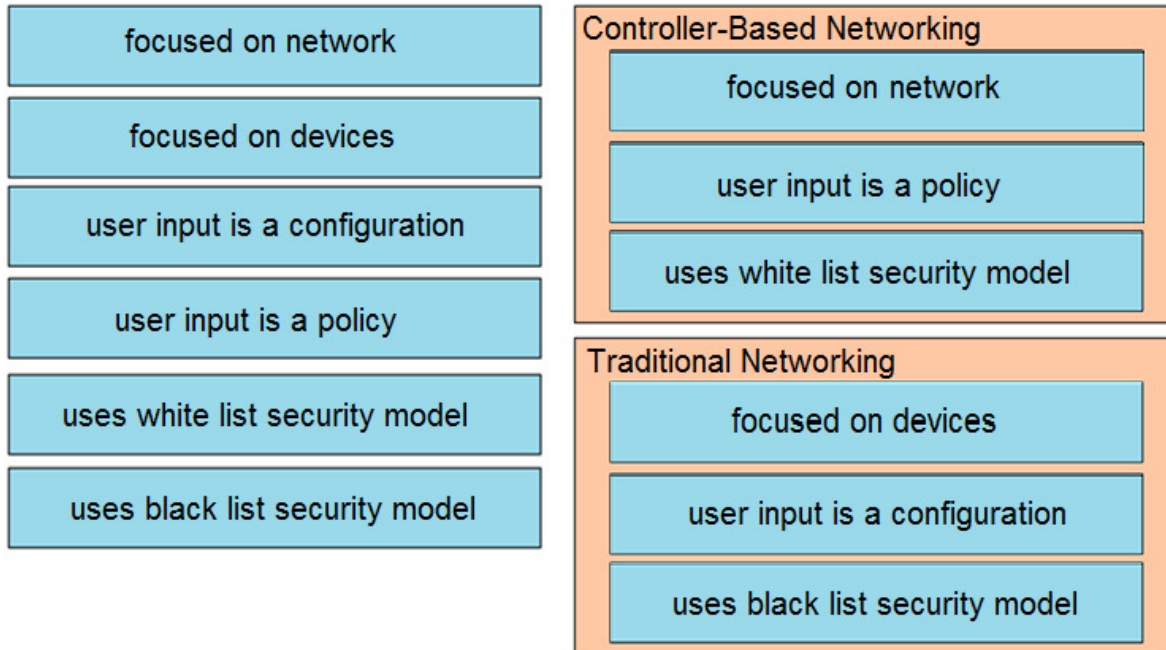 focused on network
focused on devices
user input is a configuration
user input is a policy
uses white list security model
uses black list security model
Controller-Based Networking
focused on network
user input is a policy
uses white list security model
Traditional Networking
focused on devices
user input is a configuration
uses black list security model